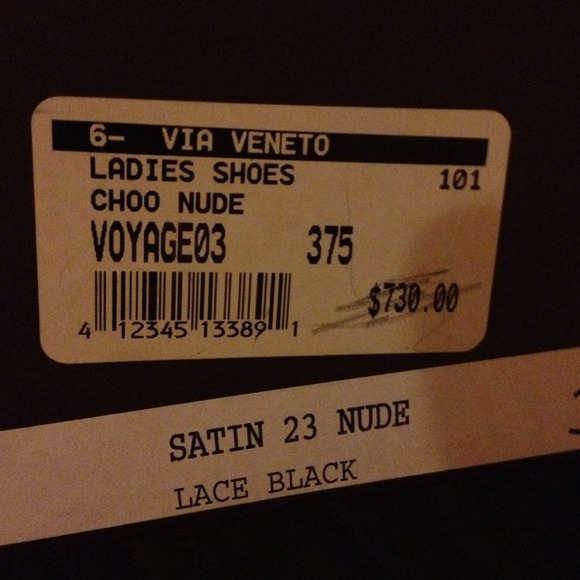 6- VIA VENETO
LADIES SHOES 101
CHOO NUDE
VOYAGE03 375
$730.00
4 12345 13389 1
SATIN 23 NUDE
LACE BLACK